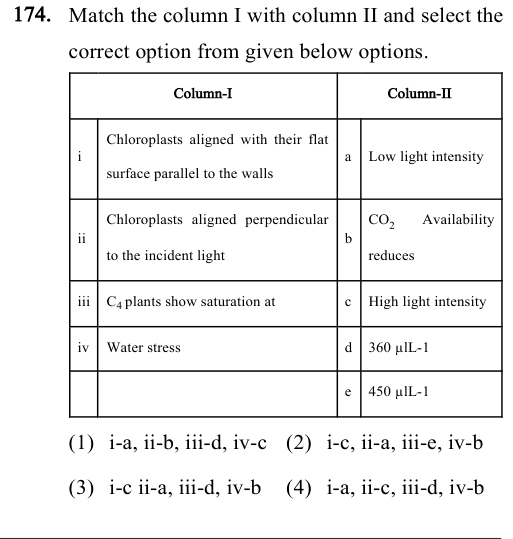 174. Match the column I with column II and select the
correct option from given below options.
Column-I Column-II
i Chloroplasts aligned with their flat surface parallel to the walls a Low light intensity
ii Chloroplasts aligned perpendicular to the incident light b CO₂ Availability reduces
iii C₄ plants show saturation at c High light intensity
iv Water stress d 360 µlL-1
e 450 µlL-1
(1) i-a, ii-b, iii-d, iv-c (2) i-c, ii-a, iii-e, iv-b
(3) i-c ii-a, iii-d, iv-b (4) i-a, ii-c, iii-d, iv-b